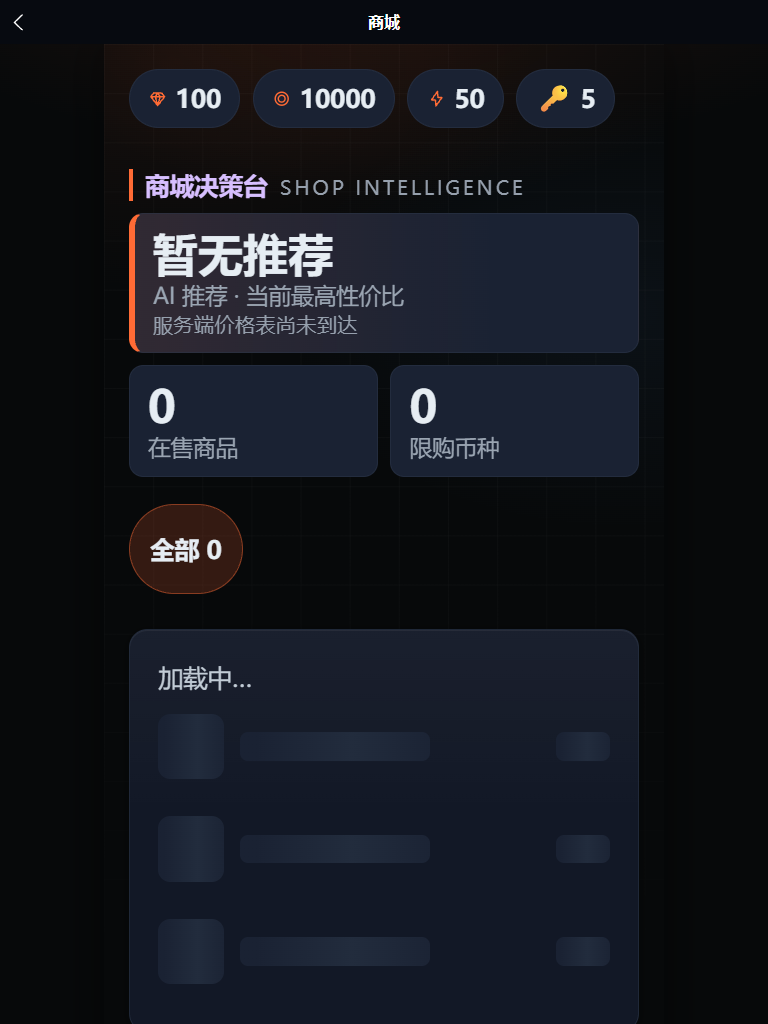 商城
100 10000 50 5
商城决策台 SHOP INTELLIGENCE
暂无推荐
AI 推荐 · 当前最高性价比
服务端价格表尚未到达
0
在售商品
0
限购币种
全部 0
加载中...